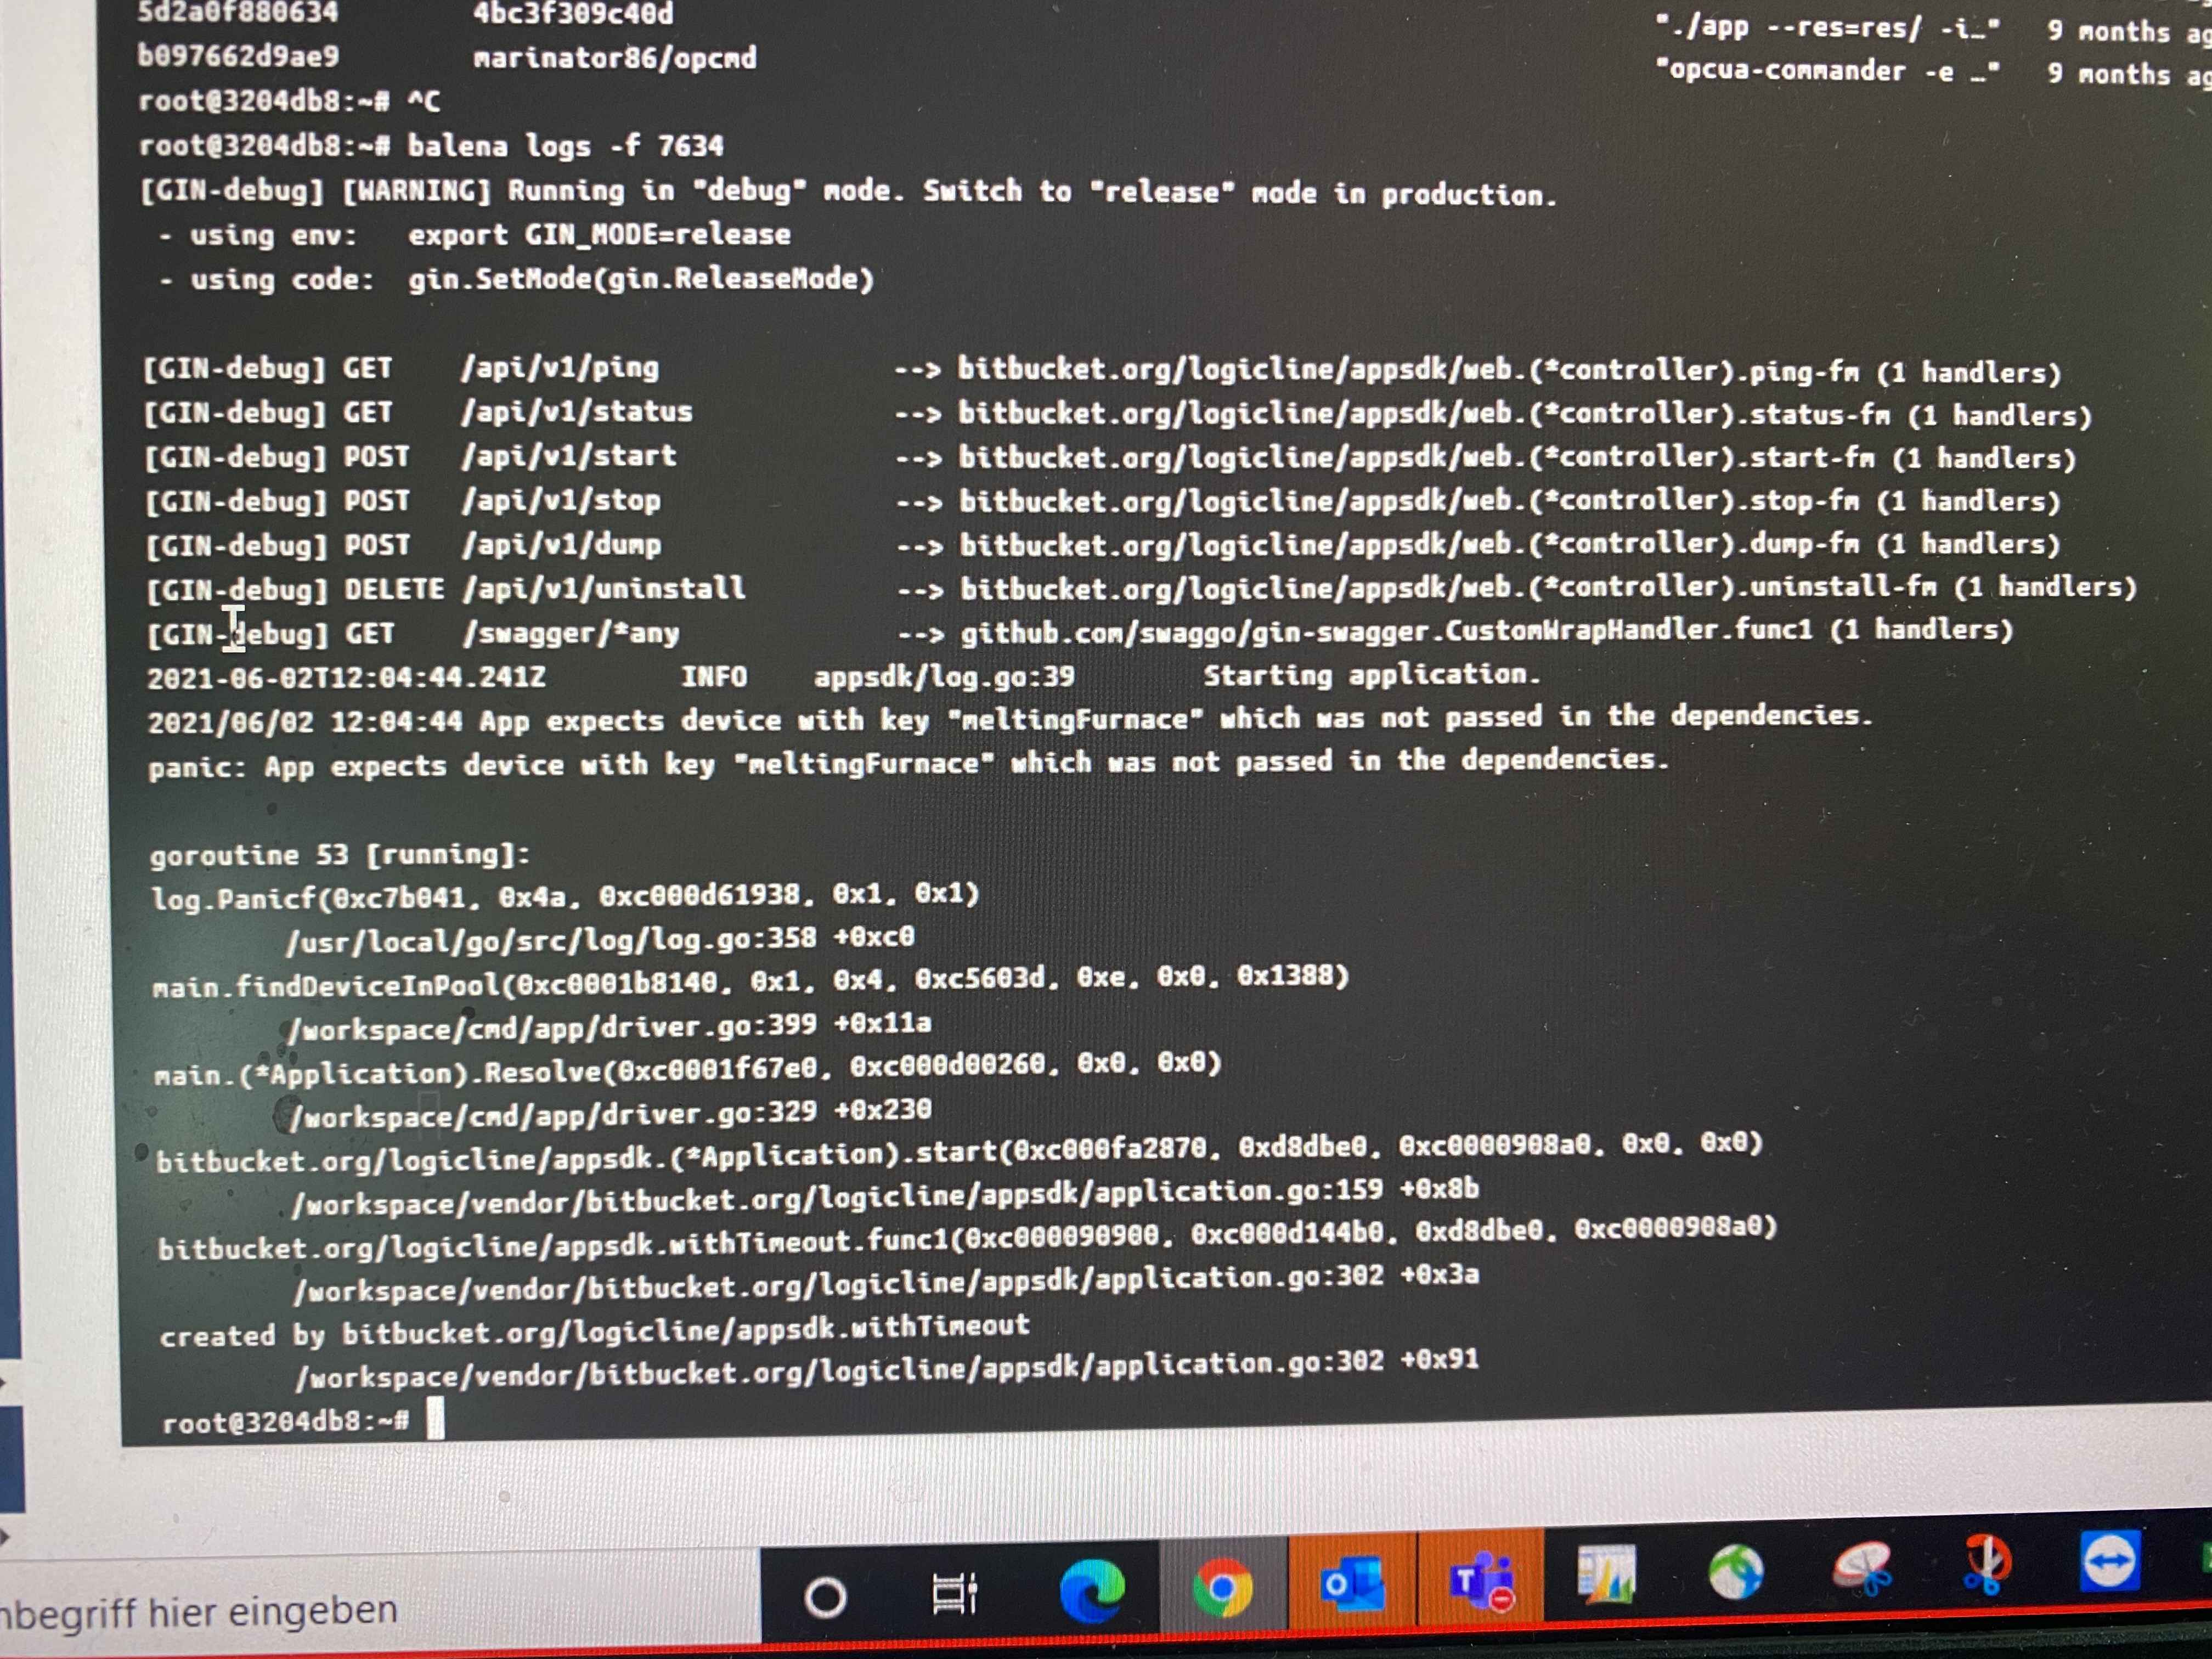 5d2a0f880634 4bc3f309c40d "./app --res=res/ -i…" 9 months ag
b097662d9ae9 marinator86/opcmd "opcua-commander -e …" 9 months ag
root@3204db8:~# ^C
root@3204db8:~# balena logs -f 7634
[GIN-debug] [WARNING] Running in "debug" mode. Switch to "release" mode in production.
- using env: export GIN_MODE=release
- using code: gin.SetMode(gin.ReleaseMode)
[GIN-debug] GET /api/v1/ping --> bitbucket.org/logicline/appsdk/web.(*controller).ping-fm (1 handlers)
[GIN-debug] GET /api/v1/status --> bitbucket.org/logicline/appsdk/web.(*controller).status-fm (1 handlers)
[GIN-debug] POST /api/v1/start --> bitbucket.org/logicline/appsdk/web.(*controller).start-fm (1 handlers)
[GIN-debug] POST /api/v1/stop --> bitbucket.org/logicline/appsdk/web.(*controller).stop-fm (1 handlers)
[GIN-debug] POST /api/v1/dump --> bitbucket.org/logicline/appsdk/web.(*controller).dump-fm (1 handlers)
[GIN-debug] DELETE /api/v1/uninstall --> bitbucket.org/logicline/appsdk/web.(*controller).uninstall-fm (1 handlers)
[GIN-debug] GET /swagger/*any --> github.com/swaggo/gin-swagger.CustomWrapHandler.func1 (1 handlers)
2021-06-02T12:04:44.241Z INFO appsdk/log.go:39 Starting application.
2021/06/02 12:04:44 App expects device with key "meltingFurnace" which was not passed in the dependencies.
panic: App expects device with key "meltingFurnace" which was not passed in the dependencies.
goroutine 53 [running]:
log.Panicf(0xc7b041, 0x4a, 0xc000d61938, 0x1, 0x1)
/usr/local/go/src/log/log.go:358 +0xc0
main.findDeviceInPool(0xc0001b8140, 0x1, 0x4, 0xc5603d, 0xe, 0x0, 0x1388)
/workspace/cmd/app/driver.go:399 +0x11a
main.(*Application).Resolve(0xc0001f67e0, 0xc000d00260, 0x0, 0x0)
/workspace/cmd/app/driver.go:329 +0x230
bitbucket.org/logicline/appsdk.(*Application).start(0xc000fa2870, 0xd8dbe0, 0xc0000908a0, 0x0, 0x0)
/workspace/vendor/bitbucket.org/logicline/appsdk/application.go:159 +0x8b
bitbucket.org/logicline/appsdk.withTimeout.func1(0xc000090900, 0xc000d144b0, 0xd8dbe0, 0xc0000908a0)
/workspace/vendor/bitbucket.org/logicline/appsdk/application.go:302 +0x3a
created by bitbucket.org/logicline/appsdk.withTimeout
/workspace/vendor/bitbucket.org/logicline/appsdk/application.go:302 +0x91
root@3204db8:~#
nbegriff hier eingeben